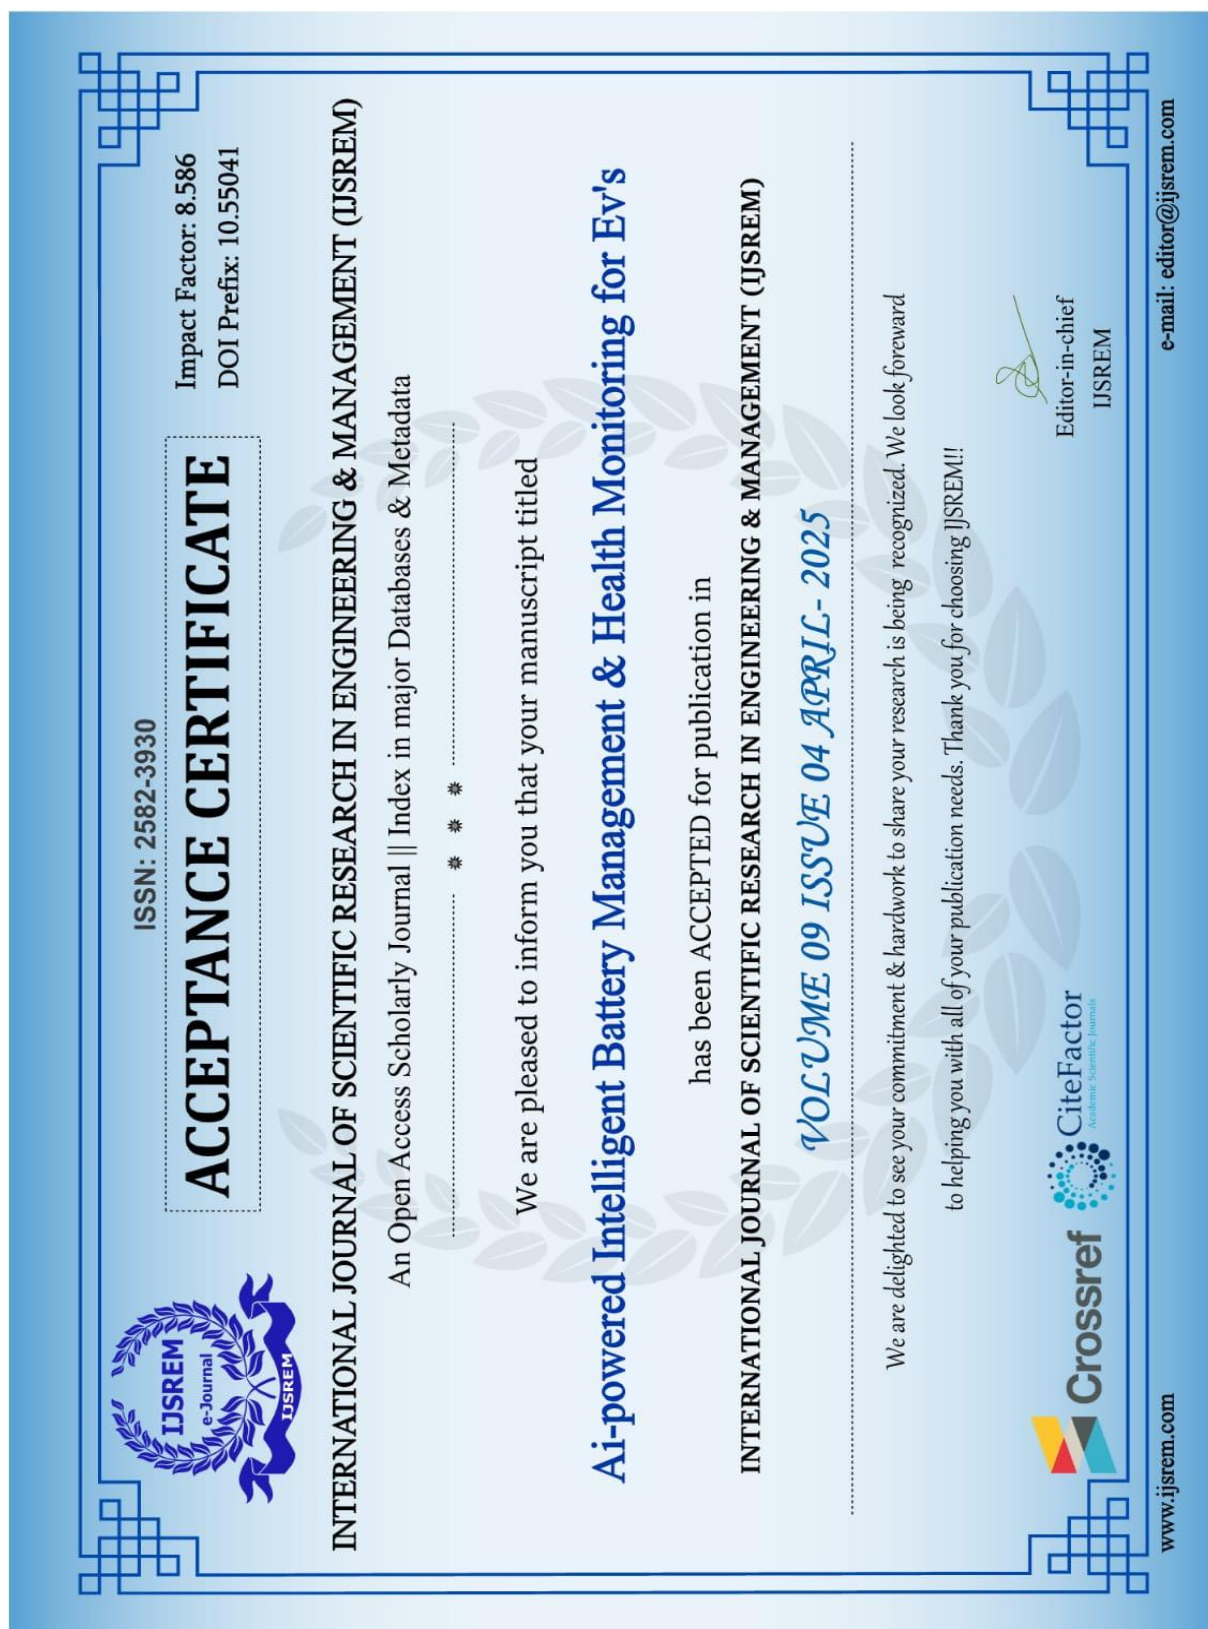 ISSN: 2582-3930
IJSREM
e-Journal
IJSREM
ACCEPTANCE CERTIFICATE
Impact Factor: 8.586
DOI Prefix: 10.55041
INTERNATIONAL JOURNAL OF SCIENTIFIC RESEARCH IN ENGINEERING & MANAGEMENT (IJSREM)
An Open Access Scholarly Journal || Index in major Databases & Metadata
We are pleased to inform you that your manuscript titled
Ai-powered Intelligent Battery Management & Health Monitoring for Ev's
has been ACCEPTED for publication in
INTERNATIONAL JOURNAL OF SCIENTIFIC RESEARCH IN ENGINEERING & MANAGEMENT (IJSREM)
VOLUME 09 ISSUE 04 APRIL- 2025
We are delighted to see your commitment & hardwork to share your research is being recognized. We look foreward
to helping you with all of your publication needs. Thank you for choosing IJSREM!!
Crossref
CiteFactor
Academic Scientific Journals
Editor-in-chief
IJSREM
www.ijsrem.com
e-mail: editor@ijsrem.com